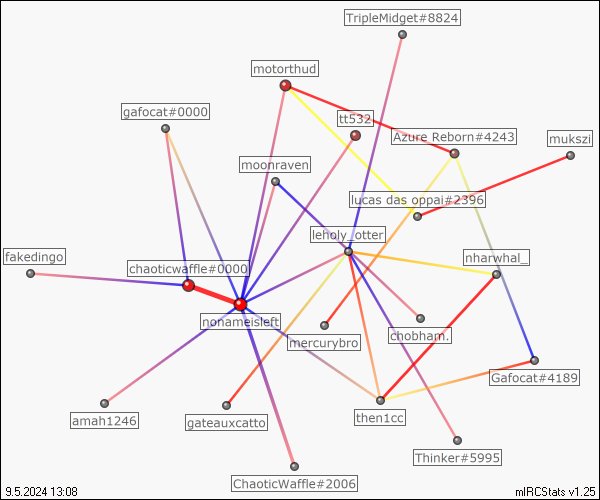 TripleMidget#8824
motorthud
gafocat#0000
tt532
Azure Reborn#4243
mukszi
moonraven
lucas das oppai#2396
leholy_otter
fakedingo
chaoticwaffle#0000
nharwhal_
nonameisleft
mercurybro
chobham.
Gafocat#4189
amah1246
gateauxcatto
then1cc
Thinker#5995
ChaoticWaffle#2006
9.5.2024 13:08
mIRCStats v1.25